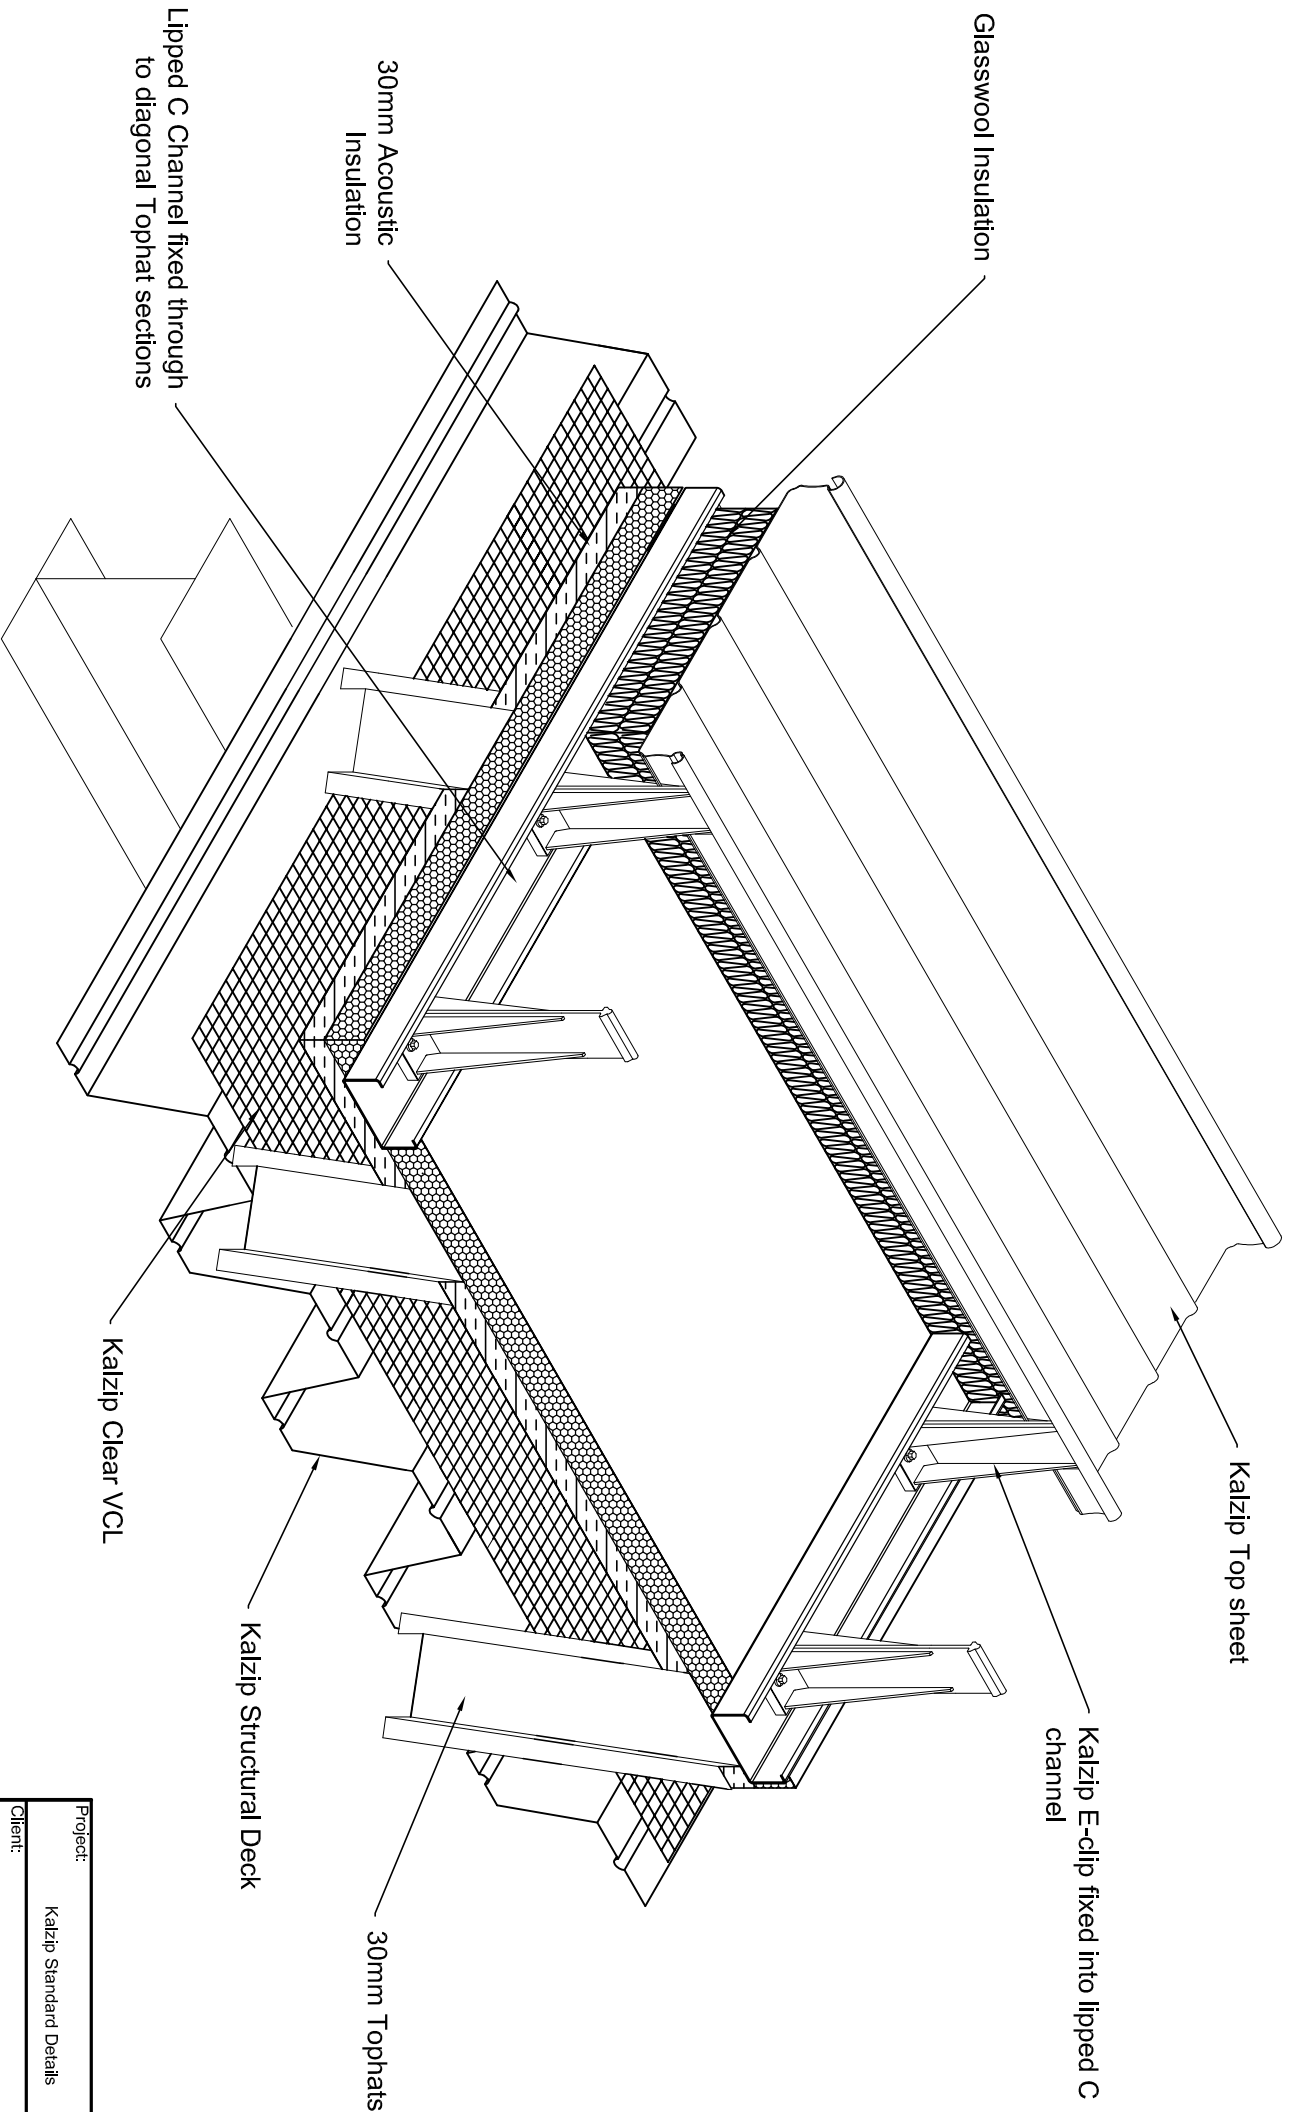 Glasswool Insulation
30mm Acoustic
Insulation
Lipped C Channel fixed through
to diagonal Tophat sections
Kalzip Top sheet
Kalzip E-clip fixed into lipped C
channel
Kalzip Clear VCL
Kalzip Structural Deck
30mm Tophats
Project:
Kalzip Standard Details
Client: